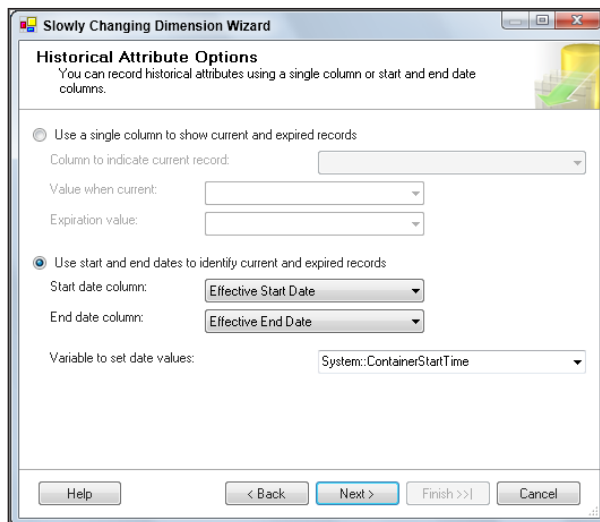 Slowly Changing Dimension Wizard
Historical Attribute Options
You can record historical attributes using a single column or start and end date
columns.
Use a single column to show current and expired records
Column to indicate current record:
Value when current:
Expiration value:
Use start and end dates to identify current and expired records
Start date column: Effective Start Date
End date column: Effective End Date
Variable to set date values: System::ContainerStartTime
Help < Back Next > Finish >>| Cancel